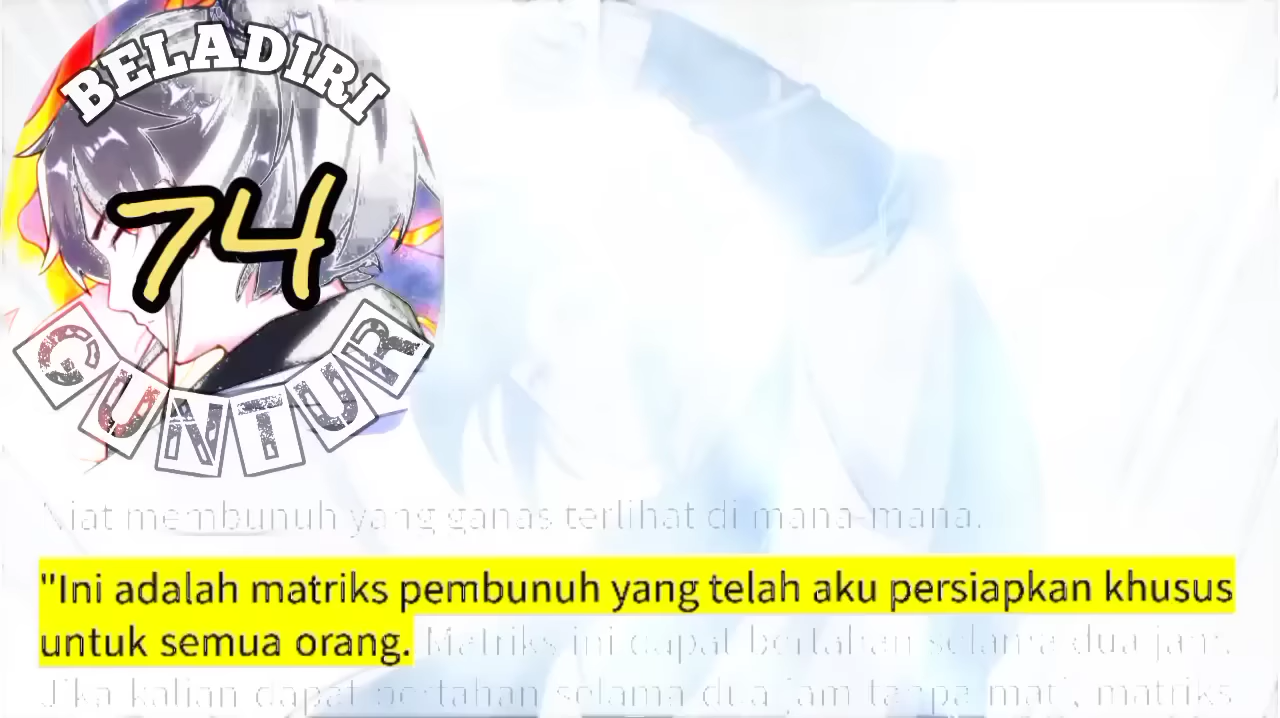 BELADIRI
74
GUNTUR
Niat membunuh yang ganas terlihat di mana-mana.
"Ini adalah matriks pembunuh yang telah aku persiapkan khusus
untuk semua orang. Matriks ini dapat bertahan selama dua jam.
Jika kalian dapat bertahan selama dua jam tanpa mati, matriks